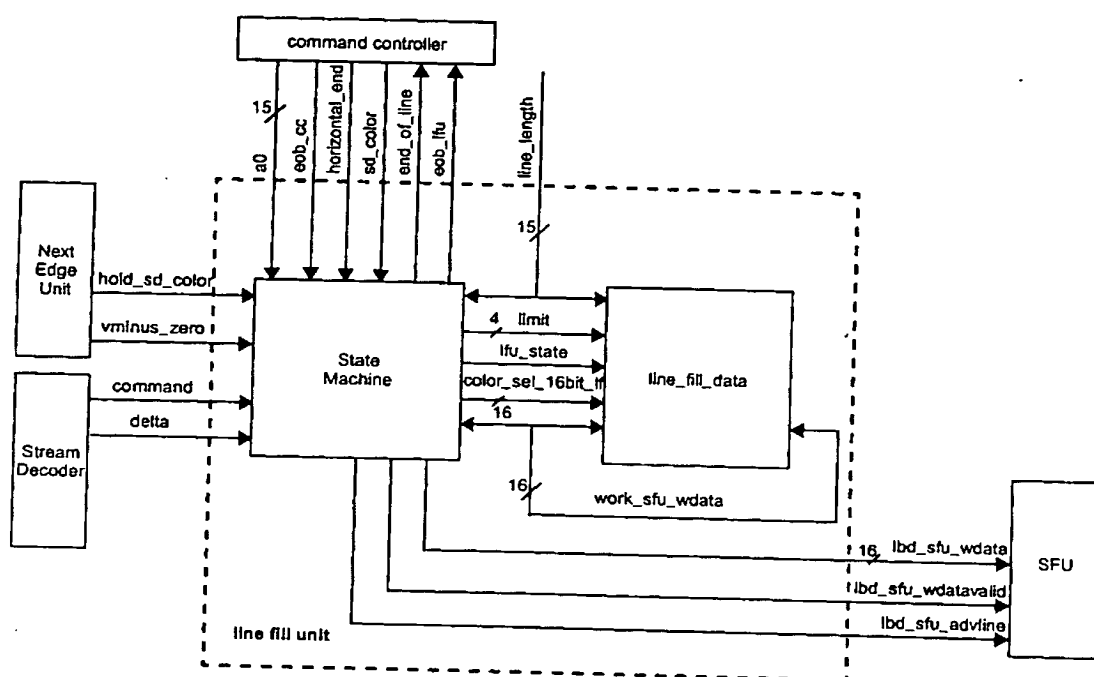 command controller
15
a0
eob_cc
horizontal_end
sd_color
end_of_line
eob_lfu
line_length
15
Next
Edge
Unit
hold_sd_color
vminus_zero
Stream
Decoder
command
delta
State
Machine
4 limit
lfu_state
color_sel_16bit_lf
16
line_fill_data
16
work_sfu_wdata
16 lbd_sfu_wdata
lbd_sfu_wdatavalid
lbd_sfu_advline
SFU
line fill unit